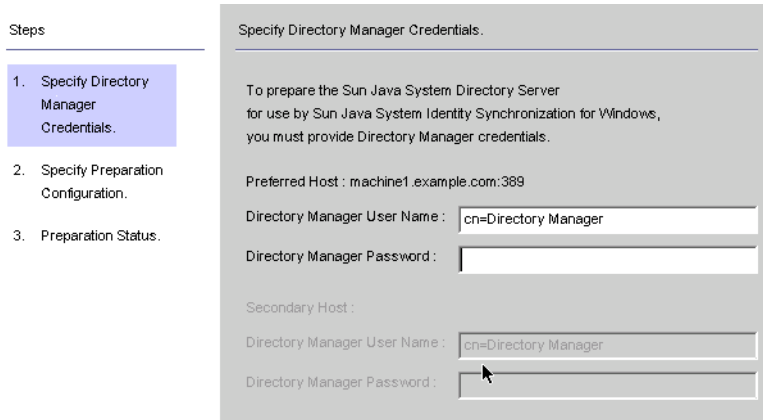 Steps
1. Specify Directory
Manager
Credentials.
2. Specify Preparation
Configuration.
3. Preparation Status.
Specify Directory Manager Credentials.
To prepare the Sun Java System Directory Server
for use by Sun Java System Identity Synchronization for Windows,
you must provide Directory Manager credentials.
Preferred Host : machine1.example.com:389
Directory Manager User Name : cn=Directory Manager
Directory Manager Password :
Secondary Host :
Directory Manager User Name : cn=Directory Manager
Directory Manager Password :